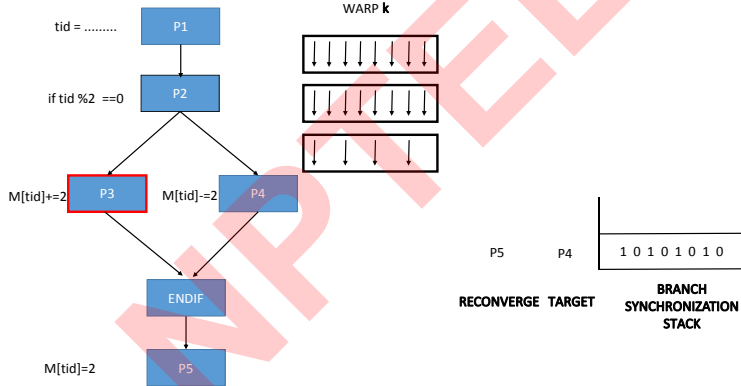 WARP k
tid = .........
P1
if tid %2 ==0
P2
M[tid]+=2
P3
M[tid]-=2
P4
ENDIF
M[tid]=2
P5
P5
P4
1 0 1 0 1 0 1 0
RECONVERGE TARGET
BRANCH
SYNCHRONIZATION
STACK
NPTEL